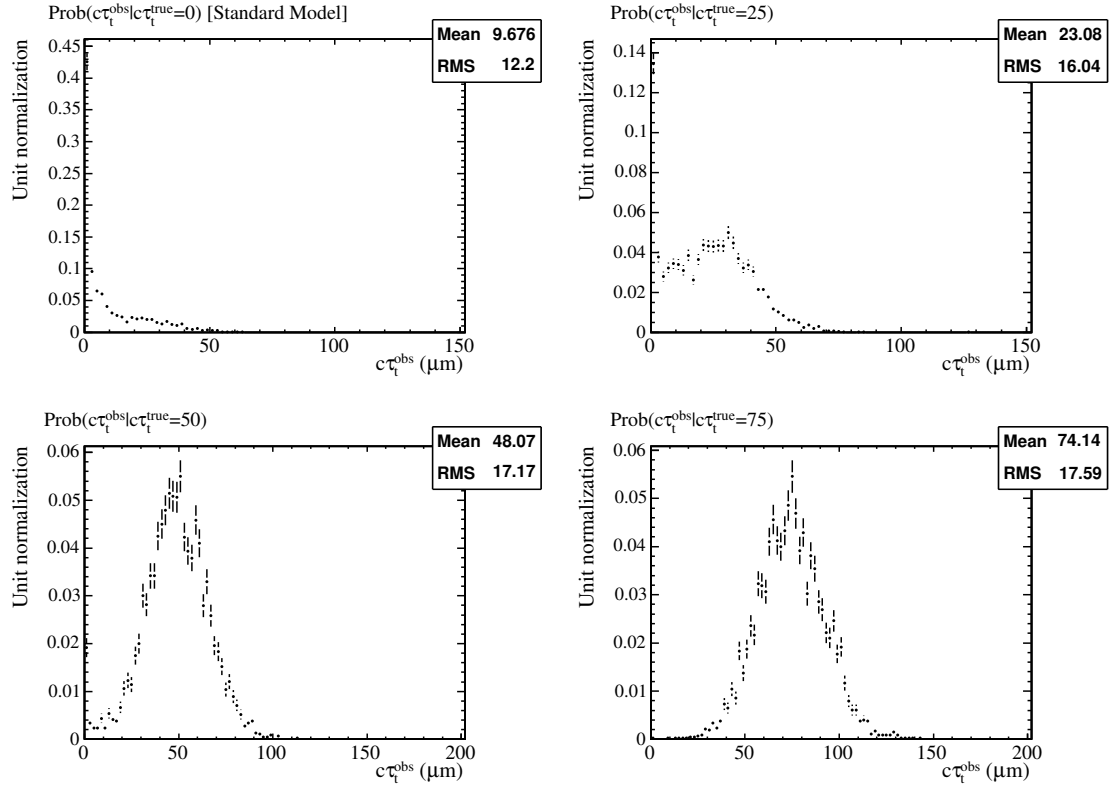 Prob(cτ_t^obs|cτ_t^true=0) [Standard Model]
Mean 9.676
RMS 12.2
Unit normalization
0.45
0.4
0.35
0.3
0.25
0.2
0.15
0.1
0.05
0
0 50 100 150
cτ_t^obs (μm)
Prob(cτ_t^obs|cτ_t^true=25)
Mean 23.08
RMS 16.04
Unit normalization
0.14
0.12
0.1
0.08
0.06
0.04
0.02
0
0 50 100 150
cτ_t^obs (μm)
Prob(cτ_t^obs|cτ_t^true=50)
Mean 48.07
RMS 17.17
Unit normalization
0.06
0.05
0.04
0.03
0.02
0.01
0
0 50 100 150 200
cτ_t^obs (μm)
Prob(cτ_t^obs|cτ_t^true=75)
Mean 74.14
RMS 17.59
Unit normalization
0.06
0.05
0.04
0.03
0.02
0.01
0
0 50 100 150 200
cτ_t^obs (μm)